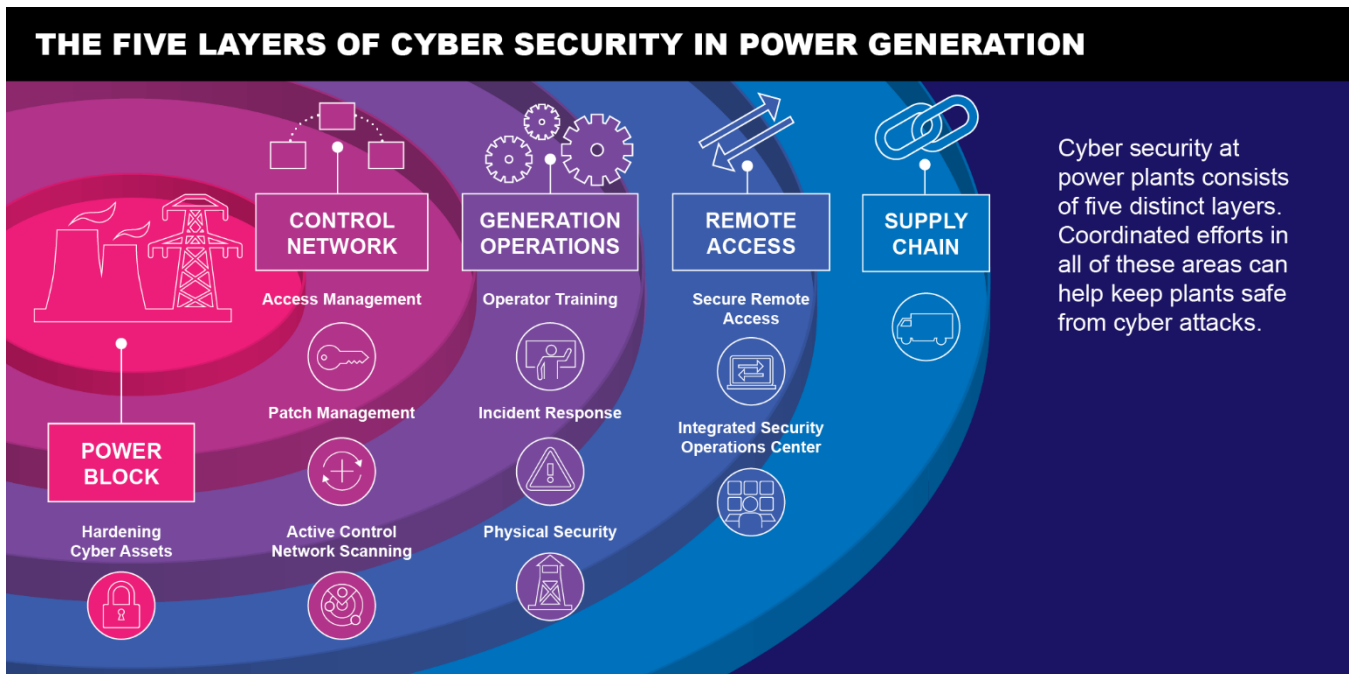 THE FIVE LAYERS OF CYBER SECURITY IN POWER GENERATION
POWER
BLOCK
Hardening
Cyber Assets
CONTROL
NETWORK
Access Management
Patch Management
Active Control
Network Scanning
GENERATION
OPERATIONS
Operator Training
Incident Response
Physical Security
REMOTE
ACCESS
Secure Remote
Access
Integrated Security
Operations Center
SUPPLY
CHAIN
Cyber security at
power plants consists
of five distinct layers.
Coordinated efforts in
all of these areas can
help keep plants safe
from cyber attacks.